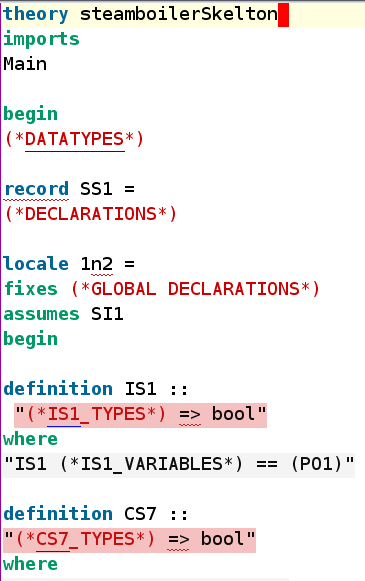 theory steamboilerSkelton
imports
Main
begin
(*DATATYPES*)
record SS1 =
(*DECLARATIONS*)
locale 1n2 =
fixes (*GLOBAL DECLARATIONS*)
assumes SI1
begin
definition IS1 ::
"(*IS1_TYPES*) => bool"
where
"IS1 (*IS1_VARIABLES*) == (PO1)"
definition CS7 ::
"(*CS7_TYPES*) => bool"
where